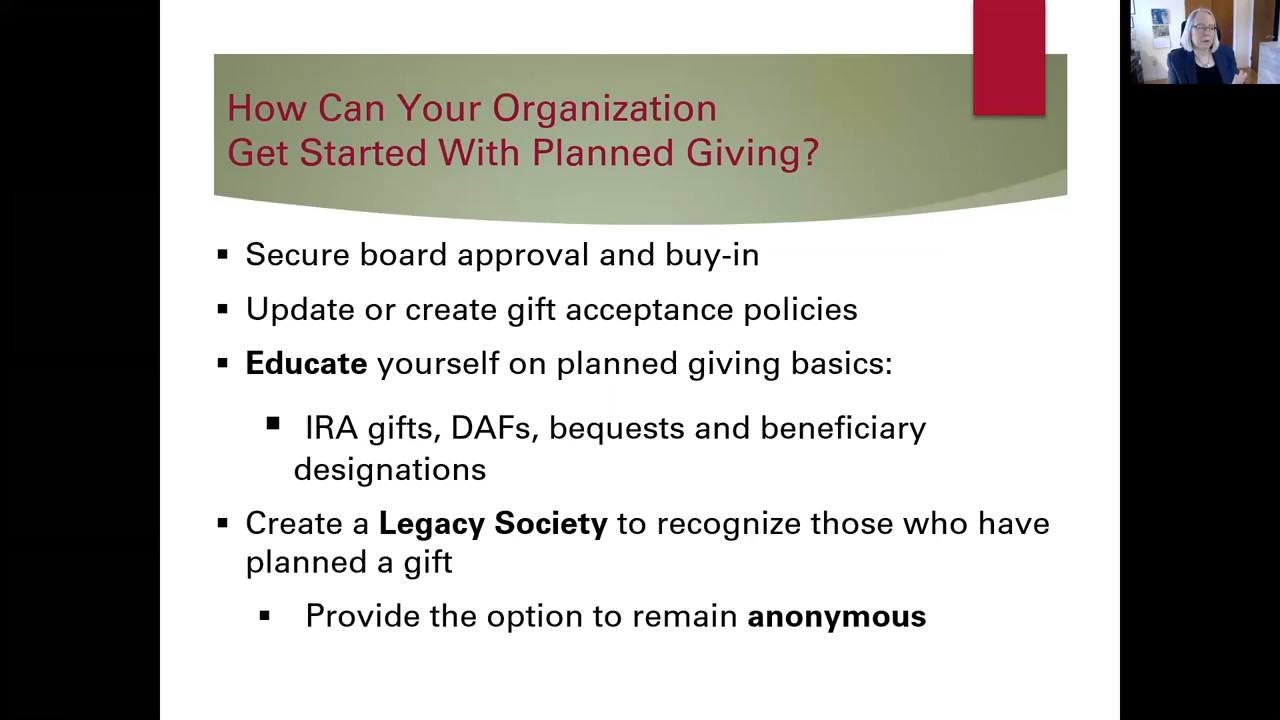 How Can Your Organization
Get Started With Planned Giving?
▪ Secure board approval and buy-in
▪ Update or create gift acceptance policies
▪ Educate yourself on planned giving basics:
▪ IRA gifts, DAFs, bequests and beneficiary
designations
▪ Create a Legacy Society to recognize those who have
planned a gift
▪ Provide the option to remain anonymous